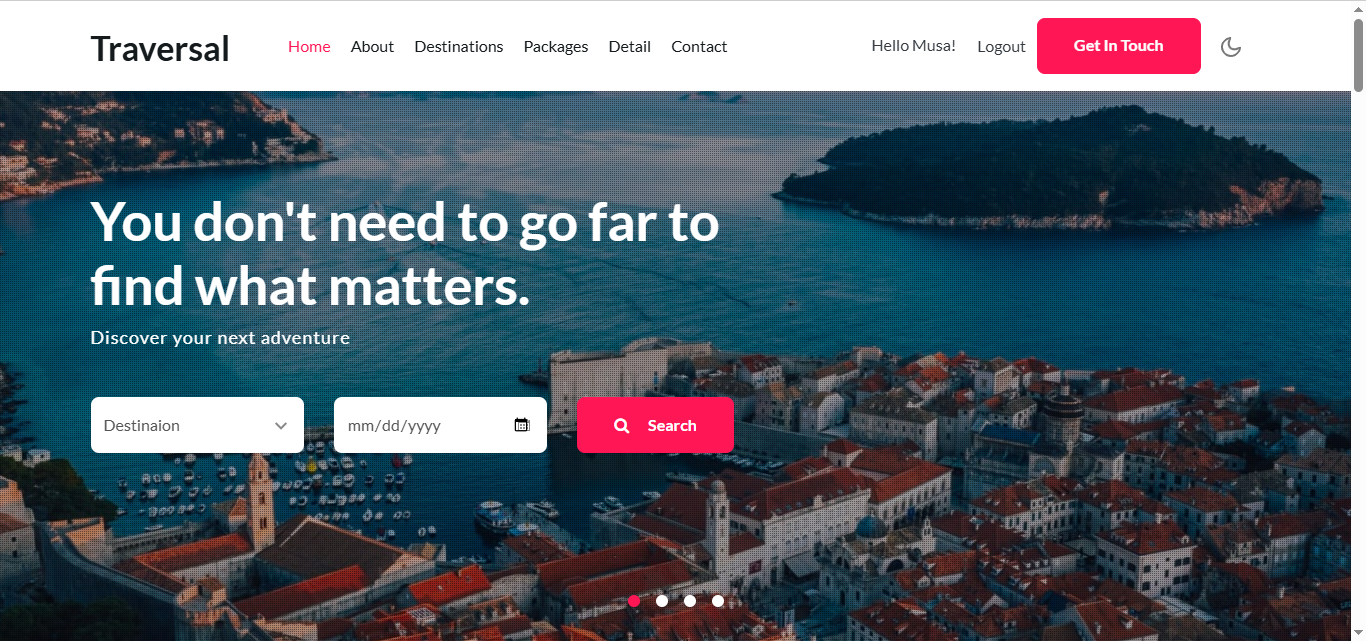 Traversal
Home About Destinations Packages Detail Contact
Hello Musa! Logout Get In Touch
You don't need to go far to
find what matters.
Discover your next adventure
Destinaion
mm/dd/yyyy
Search